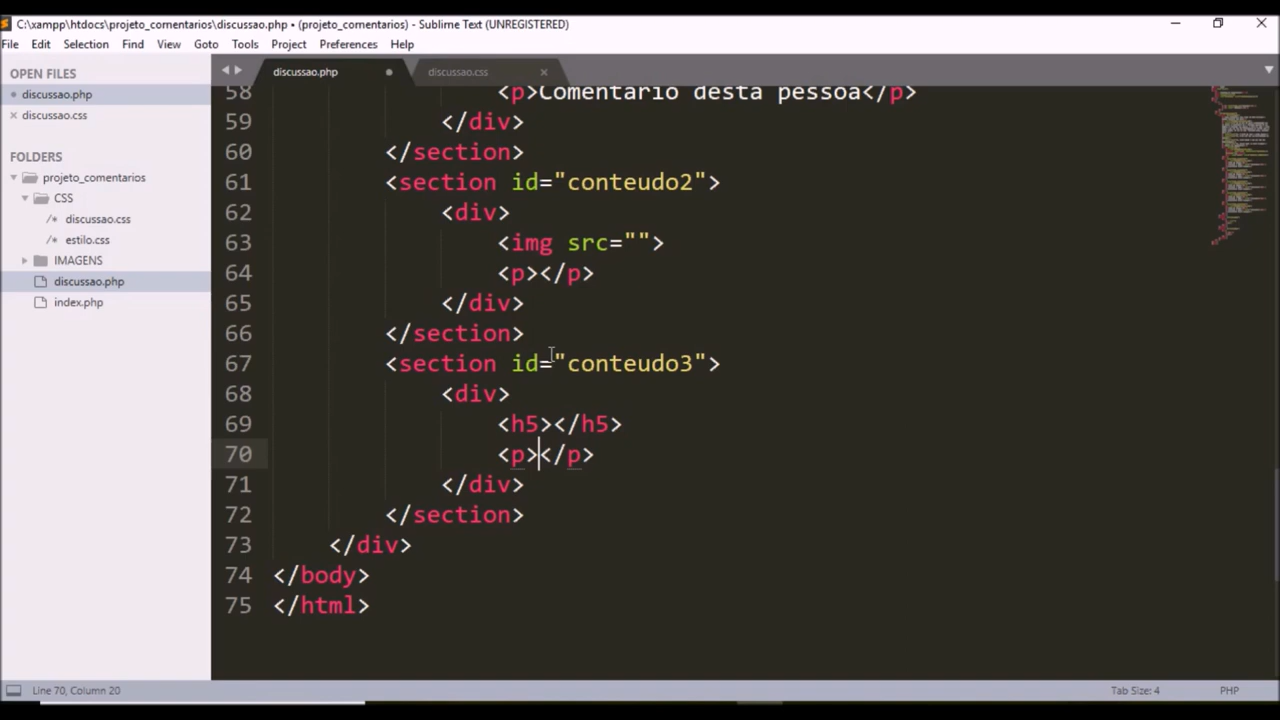 C:\xampp\htdocs\projeto_comentarios\discussao.php • (projeto_comentarios) - Sublime Text (UNREGISTERED)
File Edit Selection Find View Goto Tools Project Preferences Help
OPEN FILES
discussao.php
discussao.css
FOLDERS
projeto_comentarios
CSS
/* discussao.css
/* estilo.css
IMAGENS
discussao.php
index.php
discussao.php discussao.css
58 <p>Comentario desta pessoa</p>
59 </div>
60 </section>
61 <section id="conteudo2">
62 <div>
63 <img src="">
64 <p></p>
65 </div>
66 </section>
67 <section id="conteudo3">
68 <div>
69 <h5></h5>
70 <p></p>
71 </div>
72 </section>
73 </div>
74 </body>
75 </html>
Line 70, Column 20 Tab Size: 4 PHP